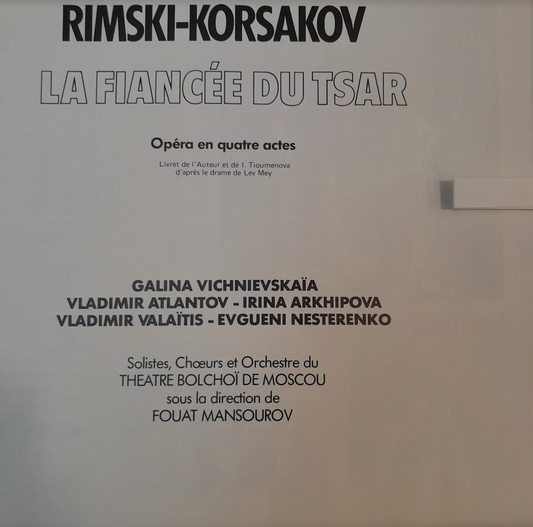 RIMSKI-KORSAKOV
LA FIANCÉE DU TSAR
Opéra en quatre actes
Livret de l'Auteur et de I. Tioumenova
d'après le drame de Lev Mey
GALINA VICHNIEVSKAÏA
VLADIMIR ATLANTOV - IRINA ARKHIPOVA
VLADIMIR VALAÏTIS - EVGUENI NESTERENKO
Solistes, Chœurs et Orchestre du
THEATRE BOLCHOÏ DE MOSCOU
sous la direction de
FOUAT MANSOUROV